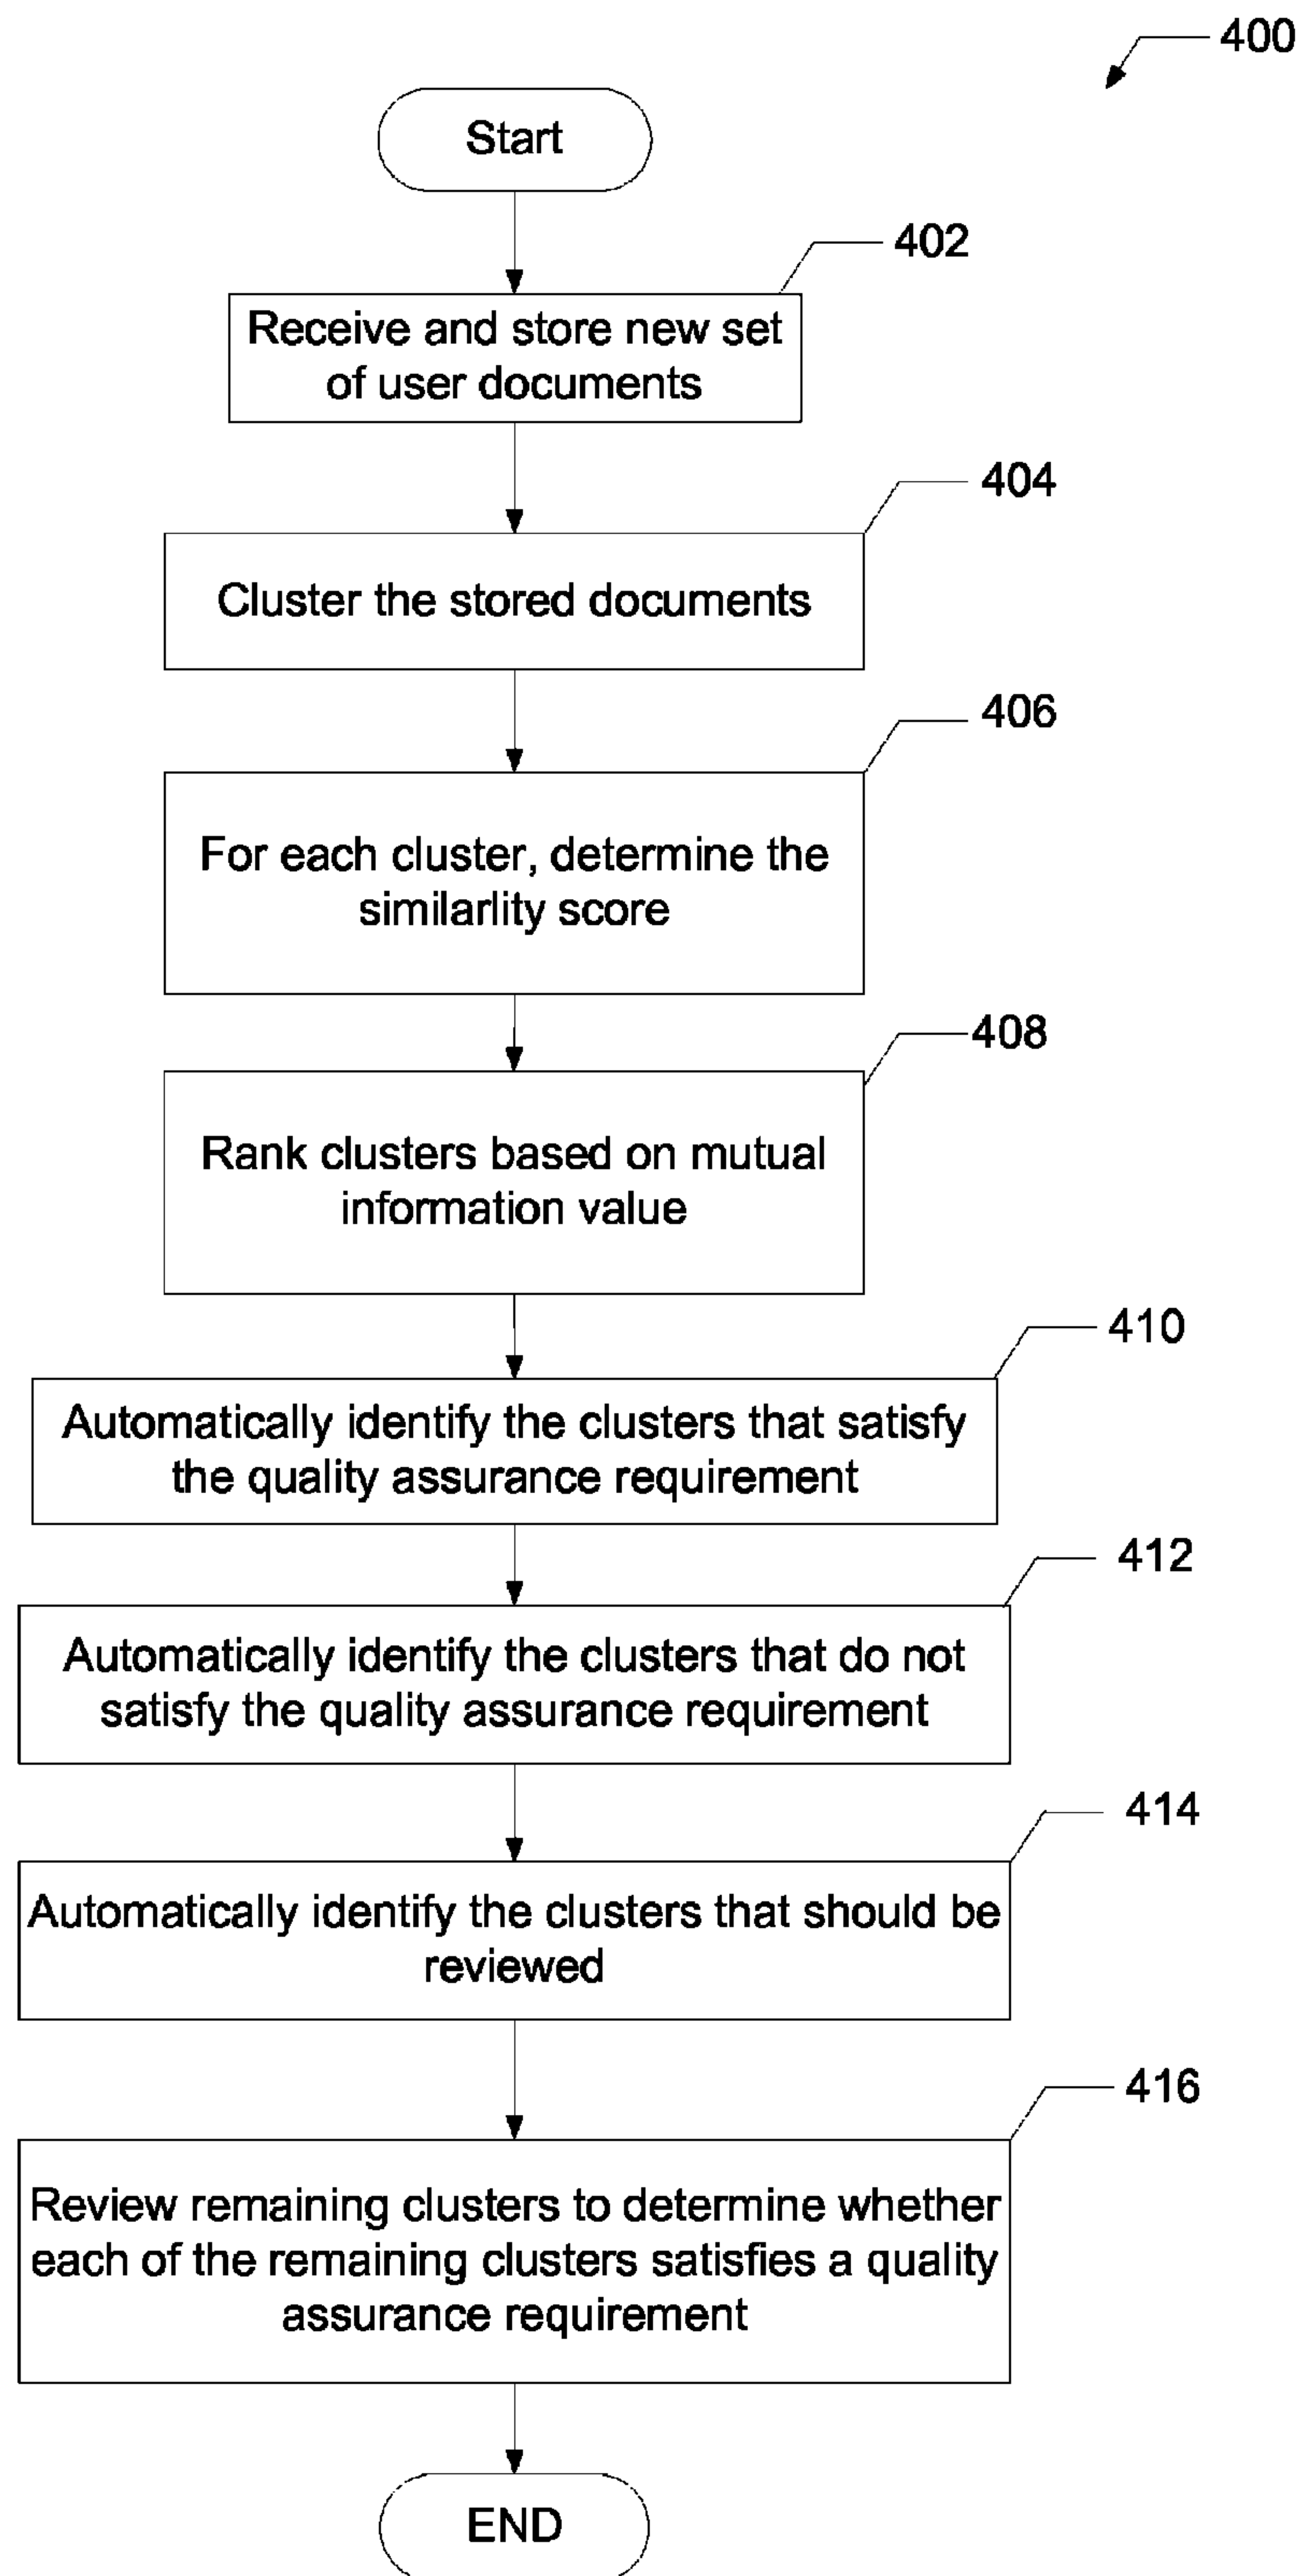 400
Start
402
Receive and store new set
of user documents
404
Cluster the stored documents
406
For each cluster, determine the
similarlity score
408
Rank clusters based on mutual
information value
410
Automatically identify the clusters that satisfy
the quality assurance requirement
412
Automatically identify the clusters that do not
satisfy the quality assurance requirement
414
Automatically identify the clusters that should be
reviewed
416
Review remaining clusters to determine whether
each of the remaining clusters satisfies a quality
assurance requirement
END